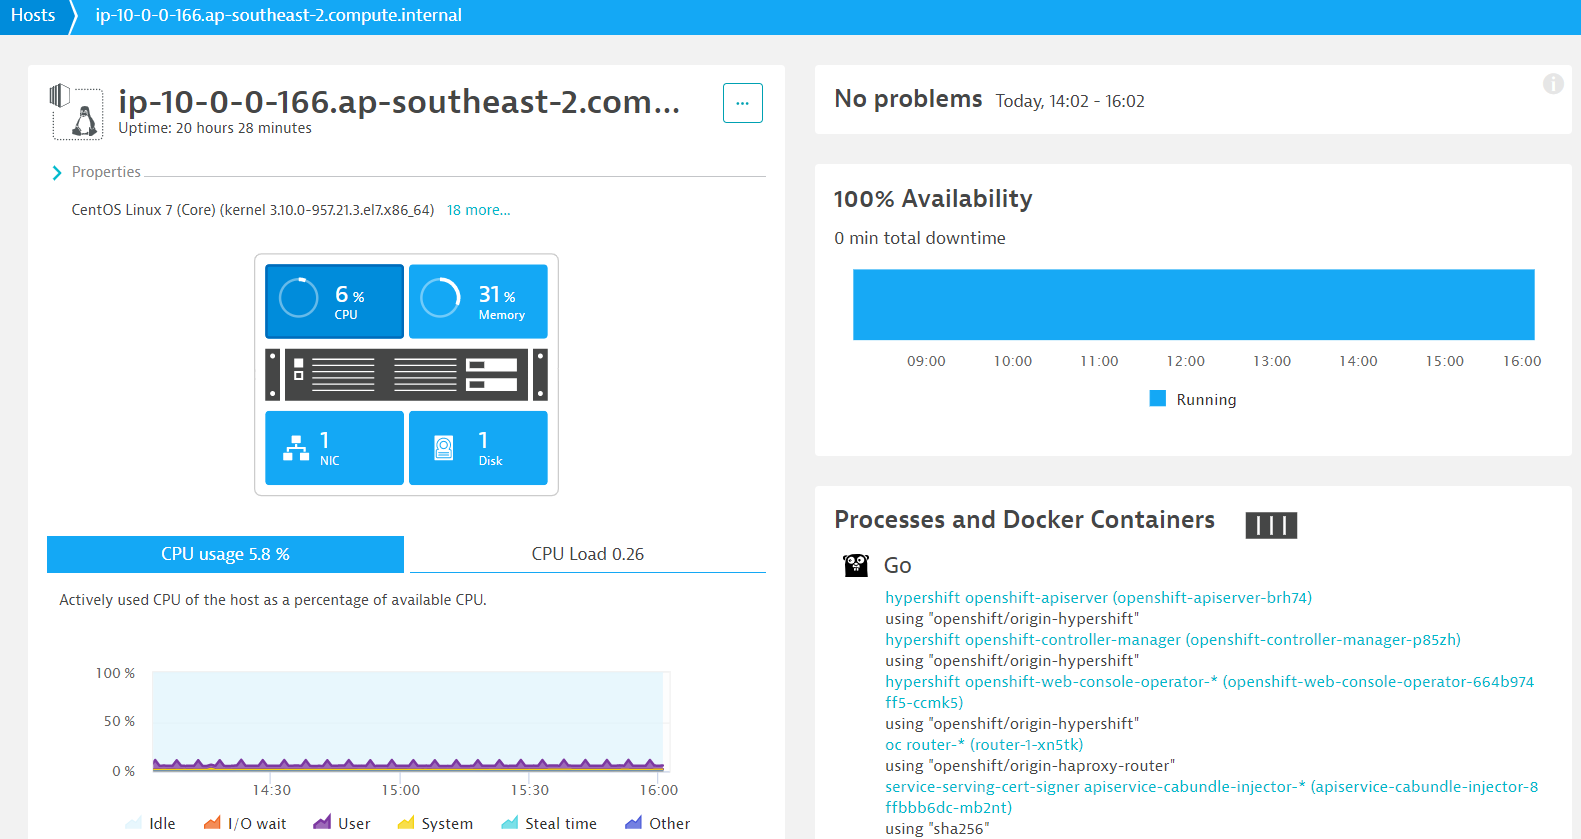 Hosts
ip-10-0-0-166.ap-southeast-2.compute.internal
ip-10-0-0-166.ap-southeast-2.com...
...
Uptime: 20 hours 28 minutes
Properties
CentOS Linux 7 (Core) (kernel 3.10.0-957.21.3.el7.x86_64) 18 more...
6 %
CPU
31 %
Memory
1
NIC
1
Disk
CPU usage 5.8 %
CPU Load 0.26
Actively used CPU of the host as a percentage of available CPU.
100 %
50 %
0 %
14:30 15:00 15:30 16:00
Idle I/O wait User System Steal time Other
No problems Today, 14:02 - 16:02
i
100% Availability
0 min total downtime
09:00 10:00 11:00 12:00 13:00 14:00 15:00 16:00
Running
Processes and Docker Containers
Go
hypershift openshift-apiserver (openshift-apiserver-brh74)
using "openshift/origin-hypershift"
hypershift openshift-controller-manager (openshift-controller-manager-p85zh)
using "openshift/origin-hypershift"
hypershift openshift-web-console-operator-* (openshift-web-console-operator-664b974
ff5-ccmk5)
using "openshift/origin-hypershift"
oc router-* (router-1-xn5tk)
using "openshift/origin-haproxy-router"
service-serving-cert-signer apiservice-cabundle-injector-* (apiservice-cabundle-injector-8
ffbbb6dc-mb2nt)
using "sha256"